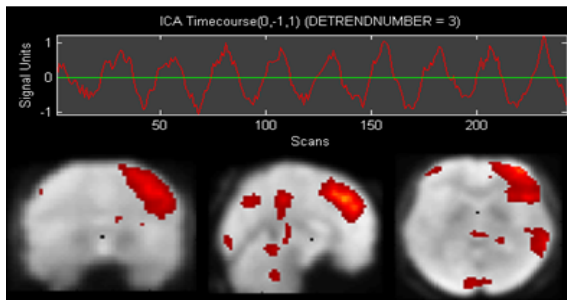 ICA Timecourse(0,-1,1) (DETRENDNUMBER = 3)
Signal Units
1
0
-1
50
100
150
200
Scans